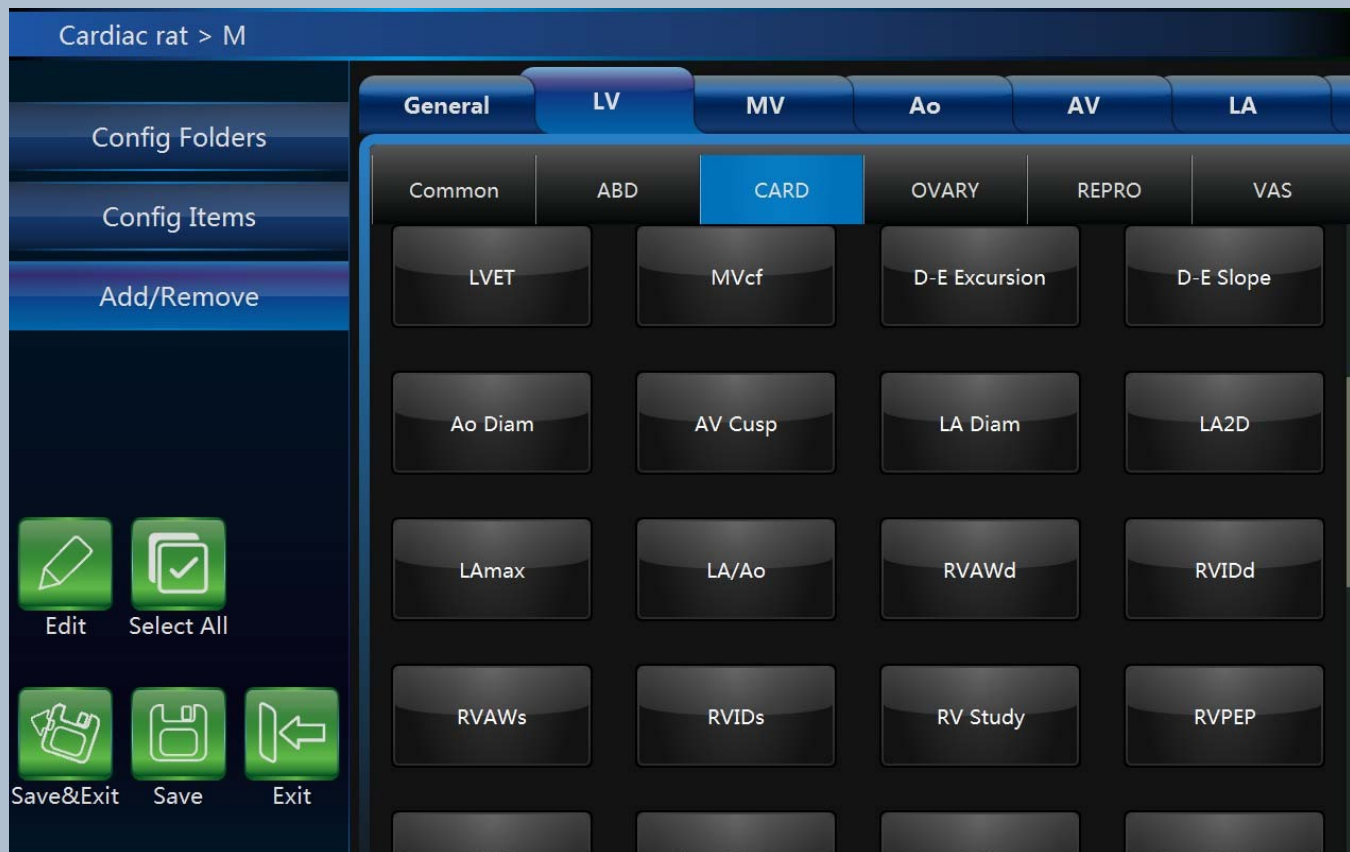 Cardiac rat > M
General LV MV Ao AV LA
Config Folders
Common ABD CARD OVARY REPRO VAS
Config Items
LVET MVcf D-E Excursion D-E Slope
Add/Remove
Ao Diam AV Cusp LA Diam LA2D
LAmax LA/Ao RVAWd RVIDd
Edit Select All
RVAWs RVIDs RV Study RVPEP
Save&Exit Save Exit